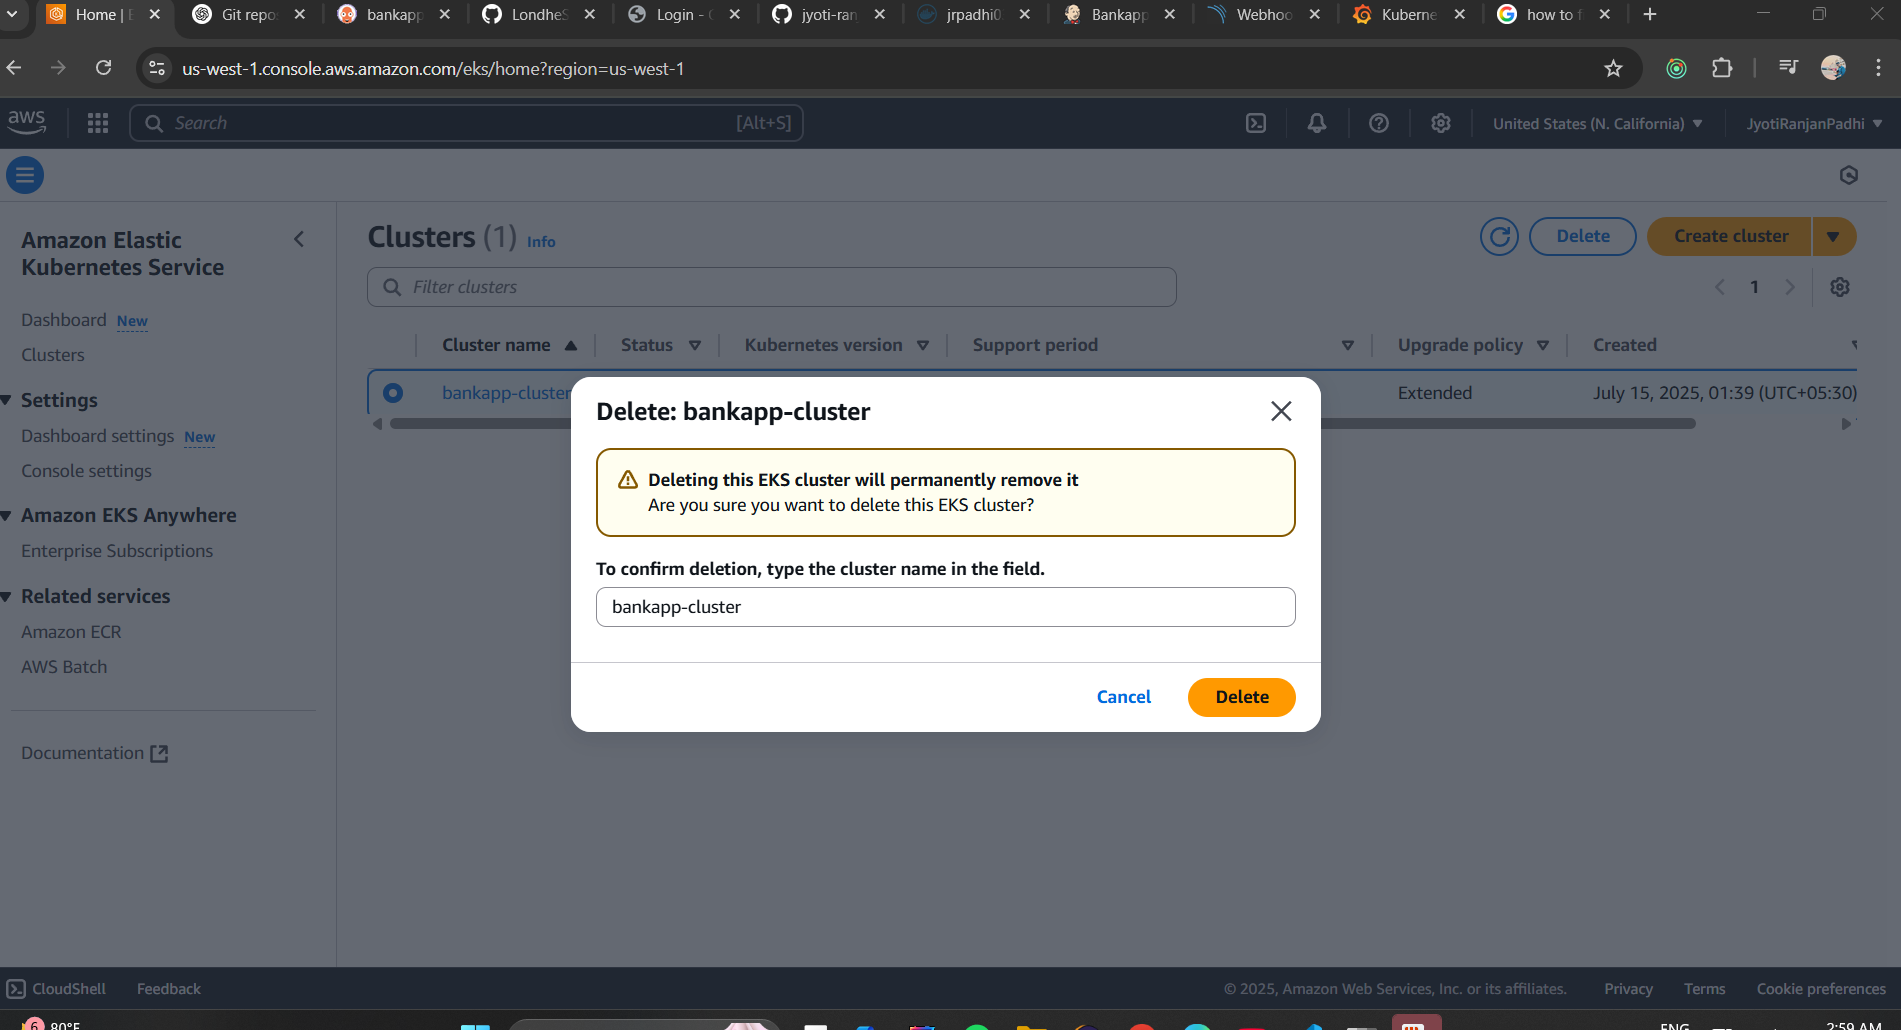 Home | E
Git repo
bankapp
LondheS
Login -
jyoti-ran
jrpadhi0
Bankapp
Webhoo
Kuberne
how to f
us-west-1.console.aws.amazon.com/eks/home?region=us-west-1
aws
Search
[Alt+S]
United States (N. California)
JyotiRanjanPadhi
Amazon Elastic
Kubernetes Service
Dashboard New
Clusters
Settings
Dashboard settings New
Console settings
Amazon EKS Anywhere
Enterprise Subscriptions
Related services
Amazon ECR
AWS Batch
Documentation
Clusters (1) Info
Delete
Create cluster
Filter clusters
1
Cluster name
Status
Kubernetes version
Support period
Upgrade policy
Created
bankapp-cluster
Extended
July 15, 2025, 01:39 (UTC+05:30)
Delete: bankapp-cluster
Deleting this EKS cluster will permanently remove it
Are you sure you want to delete this EKS cluster?
To confirm deletion, type the cluster name in the field.
bankapp-cluster
Cancel
Delete
CloudShell
Feedback
© 2025, Amazon Web Services, Inc. or its affiliates.
Privacy
Terms
Cookie preferences
6
80°F
ENG
2:59 AM